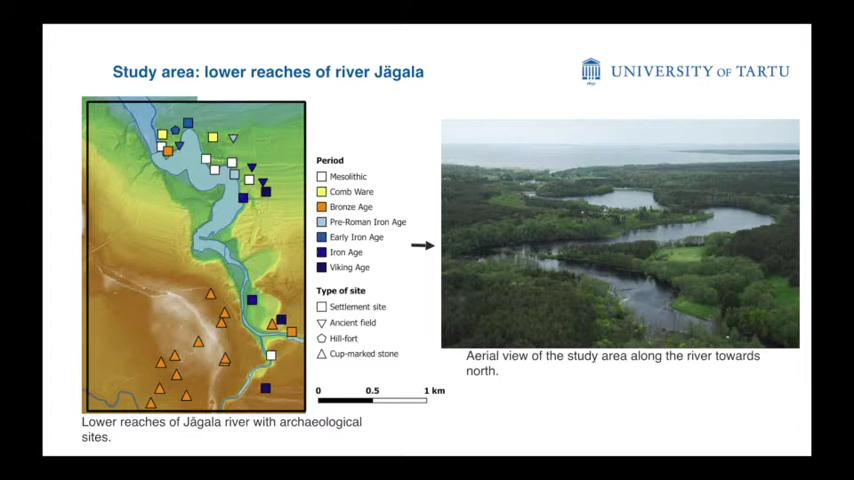 Study area: lower reaches of river Jägala
UNIVERSITY OF TARTU
Period
Mesolithic
Comb Ware
Bronze Age
Pre-Roman Iron Age
Early Iron Age
Iron Age
Viking Age
Type of site
Settlement site
Ancient field
Hill-fort
Cup-marked stone
0 0.5 1 km
Lower reaches of Jägala river with archaeological
sites.
Aerial view of the study area along the river towards
north.